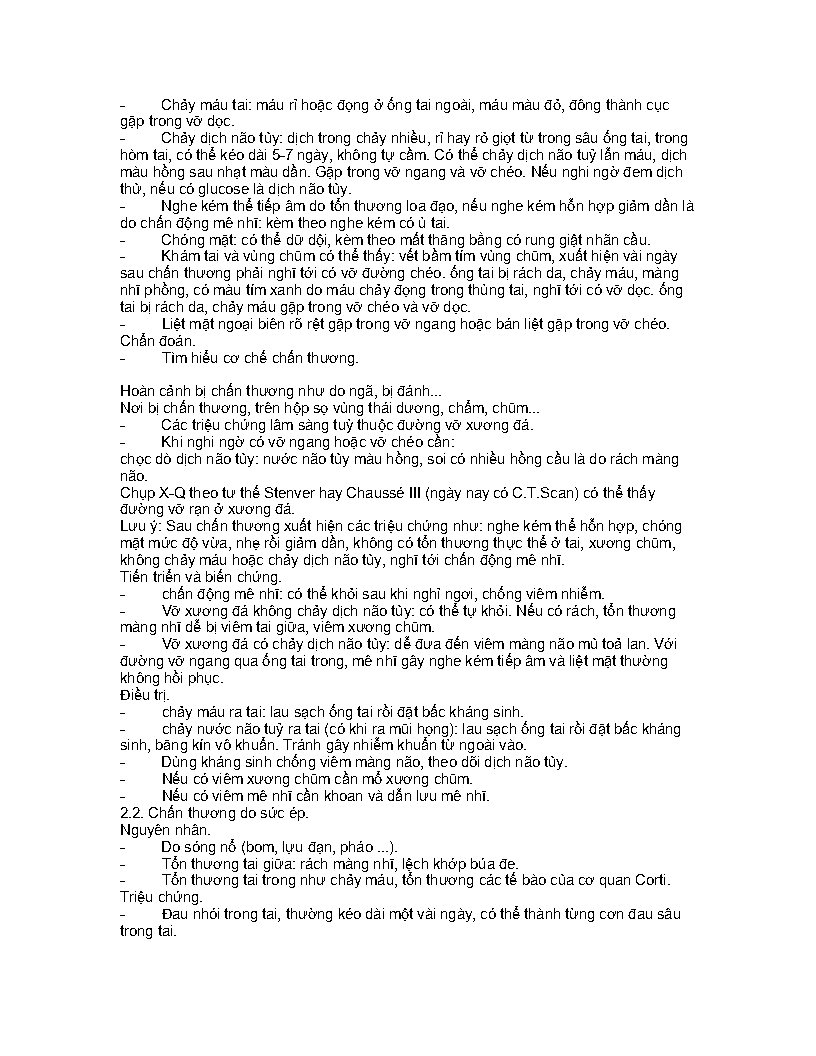 - Chảy máu tai: máu rỉ hoặc đọng ở ống tai ngoài, máu màu đỏ, đông thành cục
gặp trong vỡ dọc.
- Chảy dịch não tủy: dịch trong chảy nhiều, rỉ hay rỏ giọt từ trong sâu ống tai, trong
hòm tai, có thể kéo dài 5-7 ngày, không tự cầm. Có thể chảy dịch não tuỷ lẫn máu, dịch
màu hồng sau nhạt màu dần. Gặp trong vỡ ngang và vỡ chéo. Nếu nghi ngờ đem dịch
thử, nếu có glucose là dịch não tủy.
- Nghe kém thể tiếp âm do tổn thương loa đạo, nếu nghe kém hỗn hợp giảm dần là
do chấn động mê nhĩ: kèm theo nghe kém có ù tai.
- Chóng mặt: có thể dữ dội, kèm theo mất thăng bằng có rung giật nhãn cầu.
- Khám tai và vùng chũm có thể thấy: vết bầm tím vùng chũm, xuất hiện vài ngày
sau chấn thương phải nghĩ tới có vỡ đường chéo. ống tai bị rách da, chảy máu, màng
nhĩ phồng, có màu tím xanh do máu chảy đọng trong thùng tai, nghĩ tới có vỡ dọc. ống
tai bị rách da, chảy máu gặp trong vỡ chéo và vỡ dọc.
- Liệt mặt ngoại biên rõ rệt gặp trong vỡ ngang hoặc bán liệt gặp trong vỡ chéo.
Chẩn đoán.
- Tìm hiểu cơ chế chấn thương.
Hoàn cảnh bị chấn thương như do ngã, bị đánh...
Nơi bị chấn thương, trên hộp sọ vùng thái dương, chẩm, chũm...
- Các triệu chứng lâm sàng tuỳ thuộc đường vỡ xương đá.
- Khi nghi ngờ có vỡ ngang hoặc vỡ chéo cần:
chọc dò dịch não tủy: nước não tủy màu hồng, soi có nhiều hồng cầu là do rách màng
não.
Chụp X-Q theo tư thế Stenver hay Chaussé III (ngày nay có C.T.Scan) có thể thấy
đường vỡ rạn ở xương đá.
Lưu ý: Sau chấn thương xuất hiện các triệu chứng như: nghe kém thể hỗn hợp, chóng
mặt mức độ vừa, nhẹ rồi giảm dần, không có tổn thương thực thể ở tai, xương chũm,
không chảy máu hoặc chảy dịch não tủy, nghĩ tới chấn động mê nhĩ.
Tiến triển và biến chứng.
- chấn động mê nhĩ: có thể khỏi sau khi nghỉ ngơi, chống viêm nhiễm.
- Vỡ xương đá không chảy dịch não tủy: có thể tự khỏi. Nếu có rách, tổn thương
màng nhĩ dễ bị viêm tai giữa, viêm xương chũm.
- Vỡ xương đá có chảy dịch não tủy: dễ đưa đến viêm màng não mủ toả lan. Với
đường vỡ ngang qua ống tai trong, mê nhĩ gây nghe kém tiếp âm và liệt mặt thường
không hồi phục.
Điều trị.
- chảy máu ra tai: lau sạch ống tai rồi đặt bấc kháng sinh.
- chảy nước não tuỷ ra tai (có khi ra mũi họng): lau sạch ống tai rồi đặt bấc kháng
sinh, băng kín vô khuẩn. Tránh gây nhiễm khuẩn từ ngoài vào.
- Dùng kháng sinh chống viêm màng não, theo dõi dịch não tủy.
- Nếu có viêm xương chũm cần mổ xương chũm.
- Nếu có viêm mê nhĩ cần khoan và dẫn lưu mê nhĩ.
2.2. Chấn thương do sức ép.
Nguyên nhân.
- Do sóng nổ (bom, lựu đạn, pháo ...).
- Tổn thương tai giữa: rách màng nhĩ, lệch khớp búa đe.
- Tổn thương tai trong như chảy máu, tổn thương các tế bào của cơ quan Corti.
Triệu chứng.
- Đau nhói trong tai, thường kéo dài một vài ngày, có thể thành từng cơn đau sâu
trong tai.